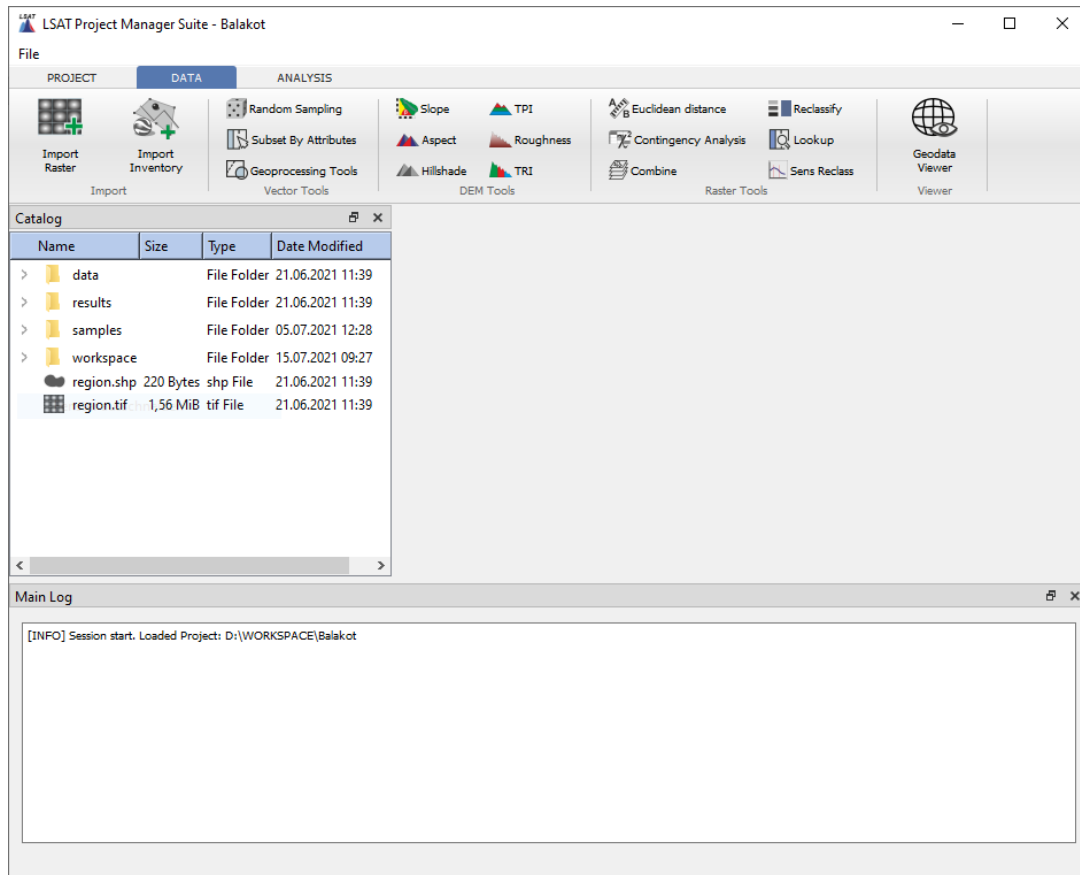 LSAT Project Manager Suite - Balakot
File
PROJECT DATA ANALYSIS
Random Sampling Slope TPI Euclidean distance Reclassify
Subset By Attributes Aspect Roughness Contingency Analysis Lookup
Import Raster Import Inventory Geoprocessing Tools Hillshade TRI Combine Sens Reclass Geodata Viewer
Import Vector Tools DEM Tools Raster Tools Viewer
Catalog
Name Size Type Date Modified
data File Folder 21.06.2021 11:39
results File Folder 21.06.2021 11:39
samples File Folder 05.07.2021 12:28
workspace File Folder 15.07.2021 09:27
region.shp 220 Bytes shp File 21.06.2021 11:39
region.tif 1,56 MiB tif File 21.06.2021 11:39
Main Log
[INFO] Session start. Loaded Project: D:\WORKSPACE\Balakot